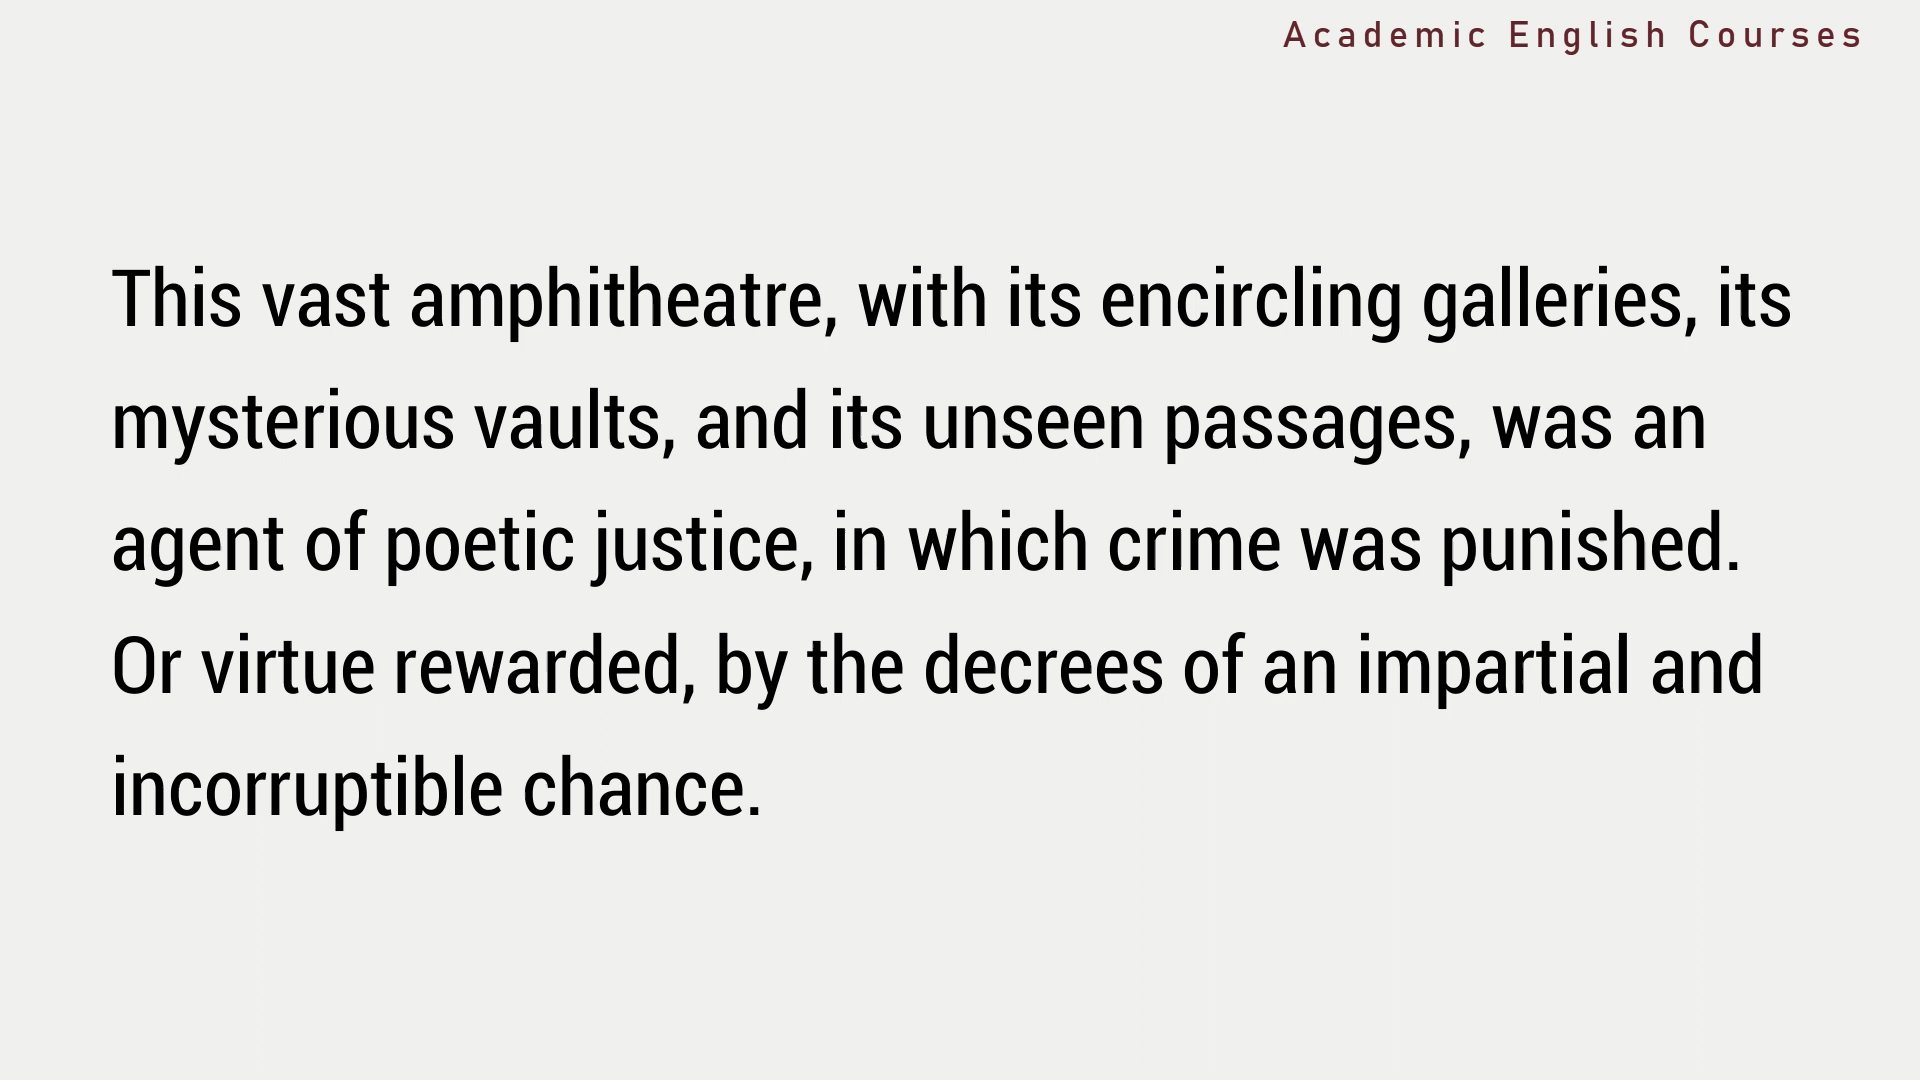 Academic English Courses
This vast amphitheatre, with its encircling galleries, its
mysterious vaults, and its unseen passages, was an
agent of poetic justice, in which crime was punished.
Or virtue rewarded, by the decrees of an impartial and
incorruptible chance.